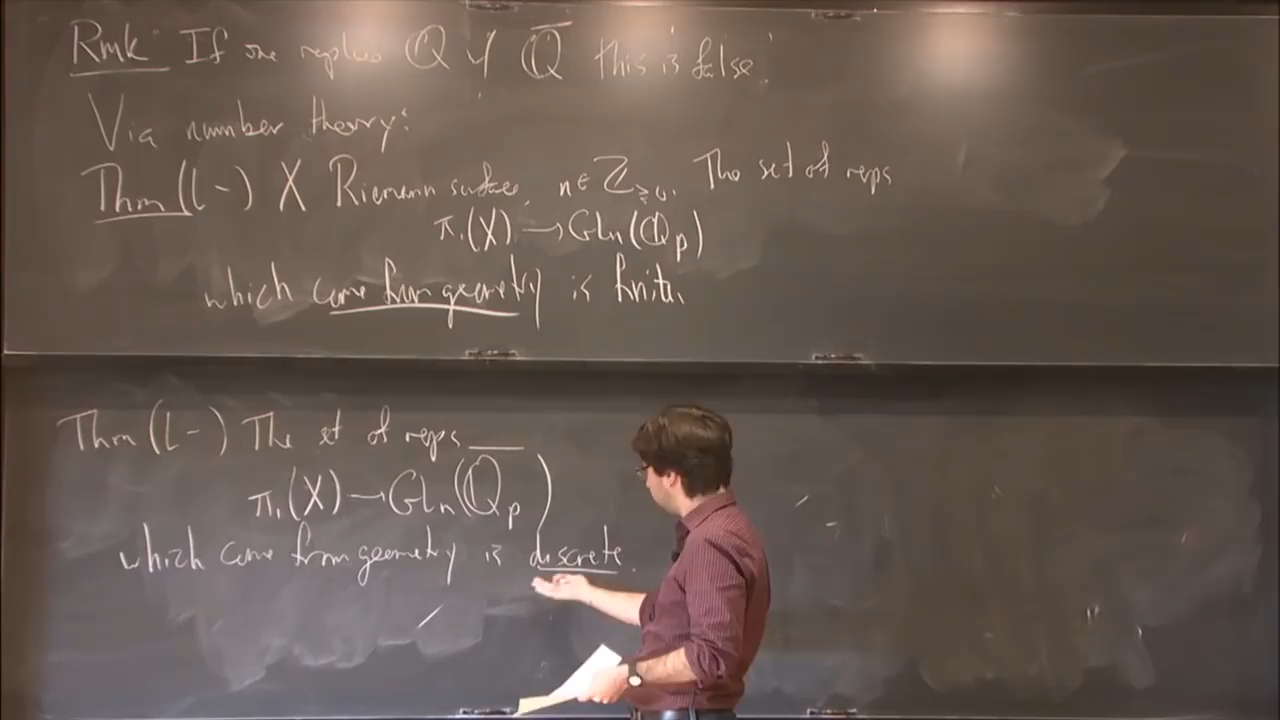 Rmk: If one replaces Q w/ Q̅ this is false!
Via number theory:
Thm (L-) X Riemann surface, n ∈ Z≥0. The set of reps
π₁(X) → GLn(Qp)
which come from geometry is finite.
Thm (L-) The set of reps
π₁(X) → GLn(Q̅p)
which come from geometry is discrete.